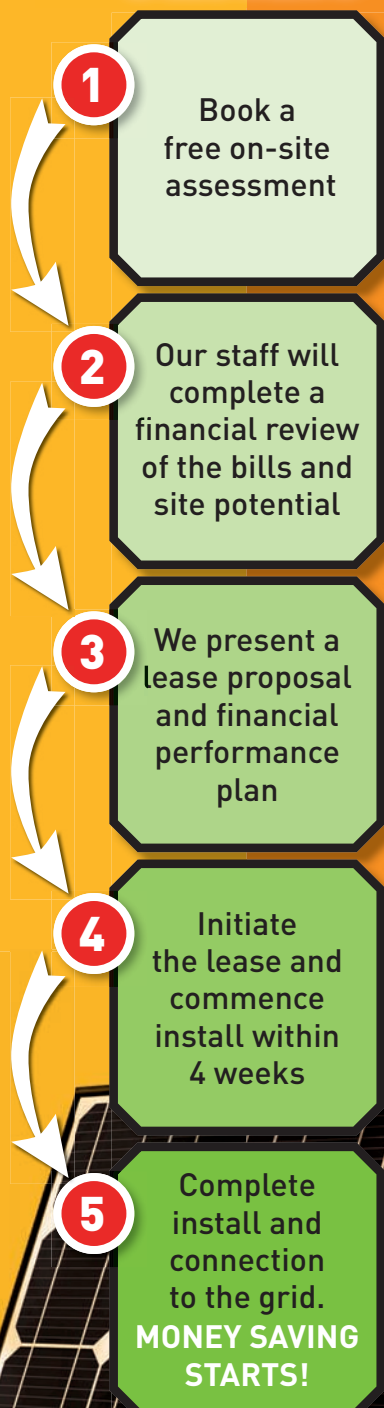 1
Book a
free on-site
assessment
2
Our staff will
complete a
financial review
of the bills and
site potential
3
We present a
lease proposal
and financial
performance
plan
4
Initiate
the lease and
commence
install within
4 weeks
5
Complete
install and
connection
to the grid.
MONEY SAVING
STARTS!